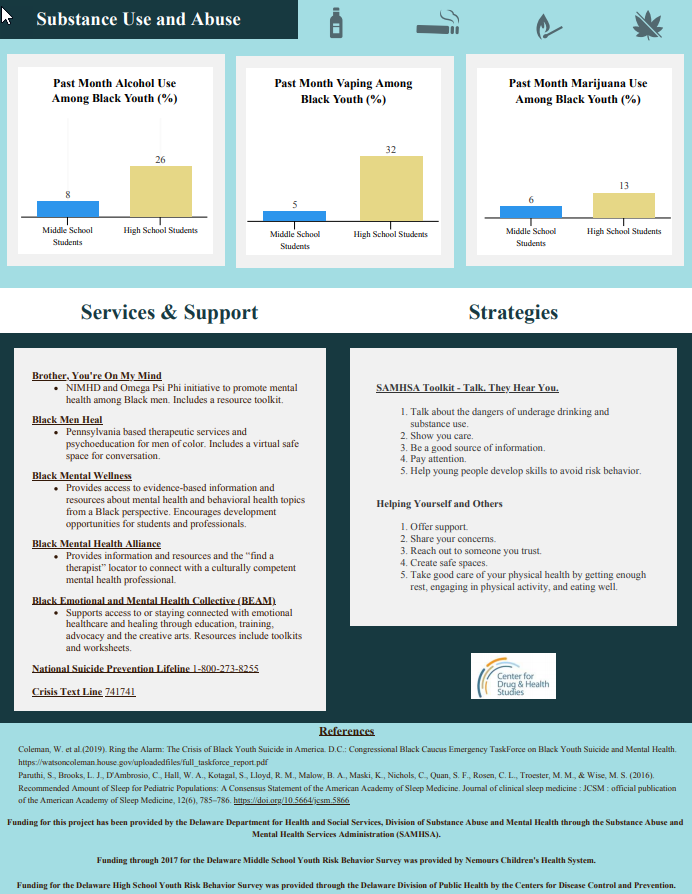 Substance Use and Abuse
Past Month Alcohol Use
Among Black Youth (%)
8
26
Middle School
Students
High School Students
Past Month Vaping Among
Black Youth (%)
5
32
Middle School
Students
High School Students
Past Month Marijuana Use
Among Black Youth (%)
6
13
Middle School
Students
High School Students
Services & Support
Brother, You're On My Mind
• NIMHD and Omega Psi Phi initiative to promote mental
health among Black men. Includes a resource toolkit.
Black Men Heal
• Pennsylvania based therapeutic services and
psychoeducation for men of color. Includes a virtual safe
space for conversation.
Black Mental Wellness
• Provides access to evidence-based information and
resources about mental health and behavioral health topics
from a Black perspective. Encourages development
opportunities for students and professionals.
Black Mental Health Alliance
• Provides information and resources and the “find a
therapist” locator to connect with a culturally competent
mental health professional.
Black Emotional and Mental Health Collective (BEAM)
• Supports access to or staying connected with emotional
healthcare and healing through education, training,
advocacy and the creative arts. Resources include toolkits
and worksheets.
National Suicide Prevention Lifeline 1-800-273-8255
Crisis Text Line 741741
Strategies
SAMHSA Toolkit - Talk. They Hear You.
1. Talk about the dangers of underage drinking and
substance use.
2. Show you care.
3. Be a good source of information.
4. Pay attention.
5. Help young people develop skills to avoid risk behavior.
Helping Yourself and Others
1. Offer support.
2. Share your concerns.
3. Reach out to someone you trust.
4. Create safe spaces.
5. Take good care of your physical health by getting enough
rest, engaging in physical activity, and eating well.
Center for
Drug & Health
Studies
References
Coleman, W. et al.(2019). Ring the Alarm: The Crisis of Black Youth Suicide in America. D.C.: Congressional Black Caucus Emergency TaskForce on Black Youth Suicide and Mental Health.
https://watsoncoleman.house.gov/uploadedfiles/full_taskforce_report.pdf
Paruthi, S., Brooks, L. J., D'Ambrosio, C., Hall, W. A., Kotagal, S., Lloyd, R. M., Malow, B. A., Maski, K., Nichols, C., Quan, S. F., Rosen, C. L., Troester, M. M., & Wise, M. S. (2016).
Recommended Amount of Sleep for Pediatric Populations: A Consensus Statement of the American Academy of Sleep Medicine. Journal of clinical sleep medicine : JCSM : official publication
of the American Academy of Sleep Medicine, 12(6), 785–786. https://doi.org/10.5664/jcsm.5866
Funding for this project has been provided by the Delaware Department for Health and Social Services, Division of Substance Abuse and Mental Health through the Substance Abuse and
Mental Health Services Administration (SAMHSA).
Funding through 2017 for the Delaware Middle School Youth Risk Behavior Survey was provided by Nemours Children's Health System.
Funding for the Delaware High School Youth Risk Behavior Survey was provided through the Delaware Division of Public Health by the Centers for Disease Control and Prevention.